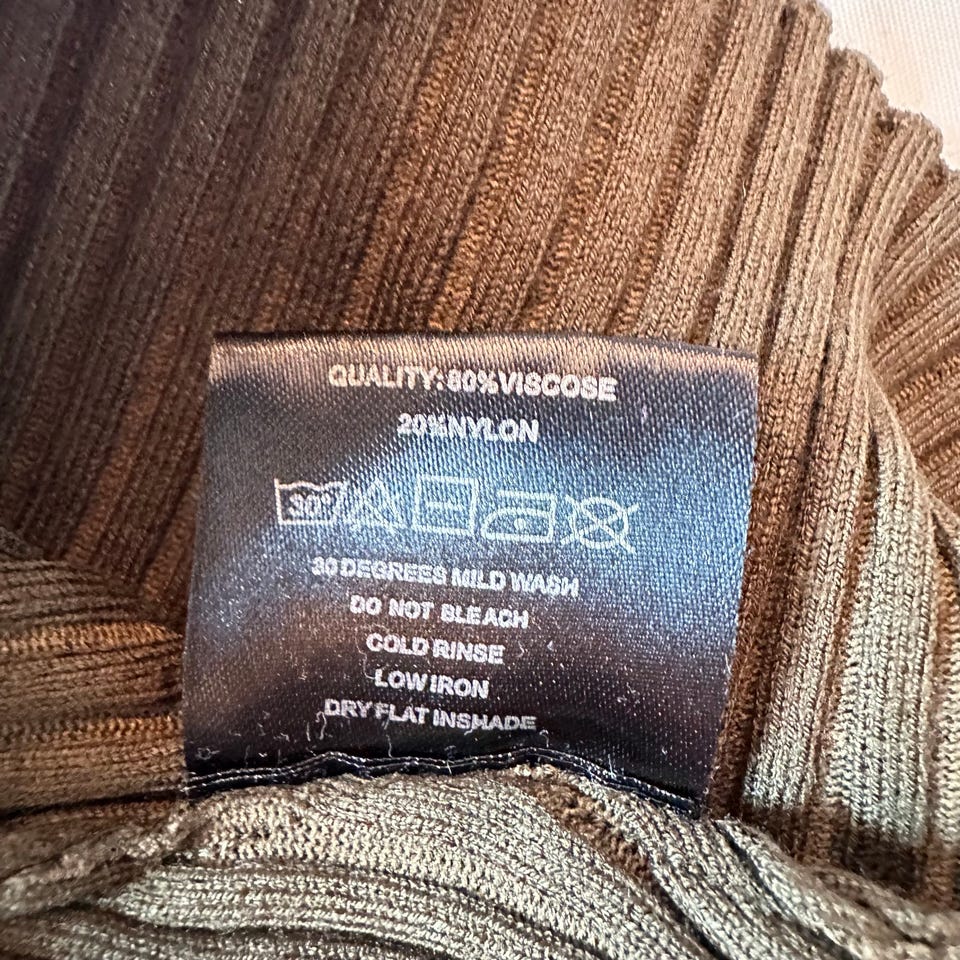 QUALITY:80%VISCOSE
20%NYLON
30°
30 DEGREES MILD WASH
DO NOT BLEACH
COLD RINSE
LOW IRON
DRY FLAT INSHADE